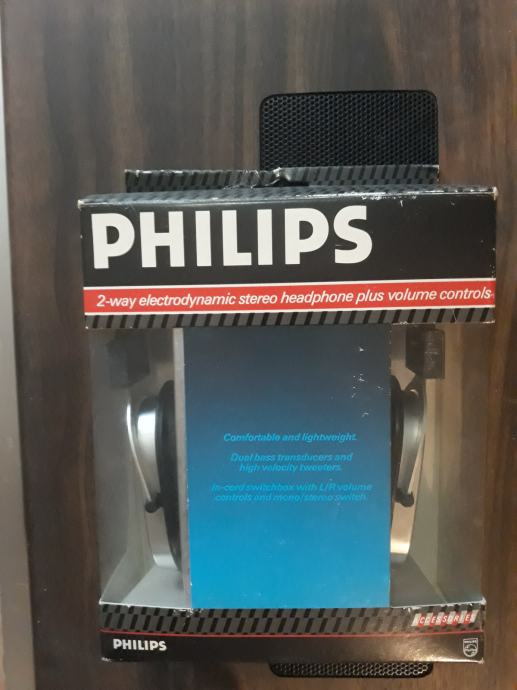 PHILIPS
2-way electrodynamic stereo headphone plus volume controls
Comfortable and lightweight.
Dual bass transducers and
high velocity tweeters.
In-cord switchbox with L/R volume
controls and mono/stereo switch.
ACCESSORIES
PHILIPS